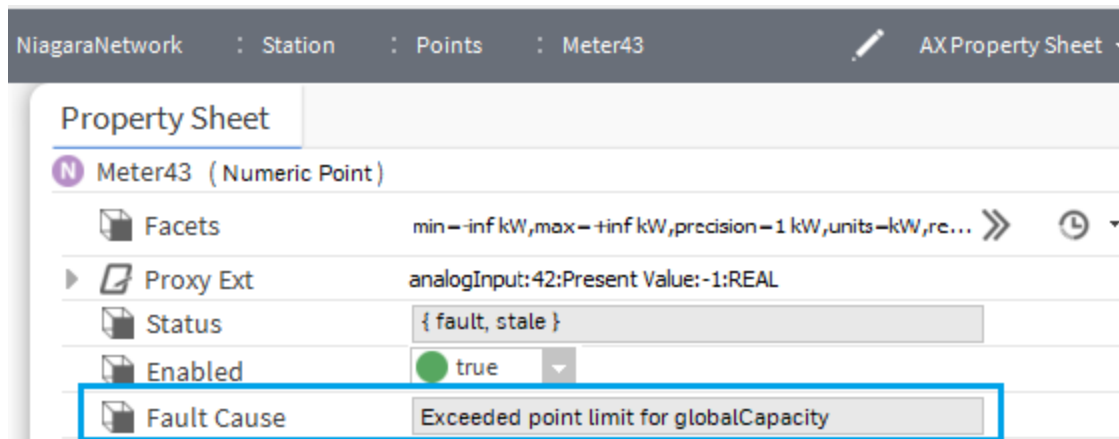 NiagaraNetwork : Station : Points : Meter43 AX Property Sheet
Property Sheet
N Meter43 (Numeric Point)
Facets min=-inf kW,max=+inf kW,precision=1 kW,units=kW,re... >>
Proxy Ext analogInput:42:Present Value:-1:REAL
Status { fault, stale }
Enabled true
Fault Cause Exceeded point limit for globalCapacity